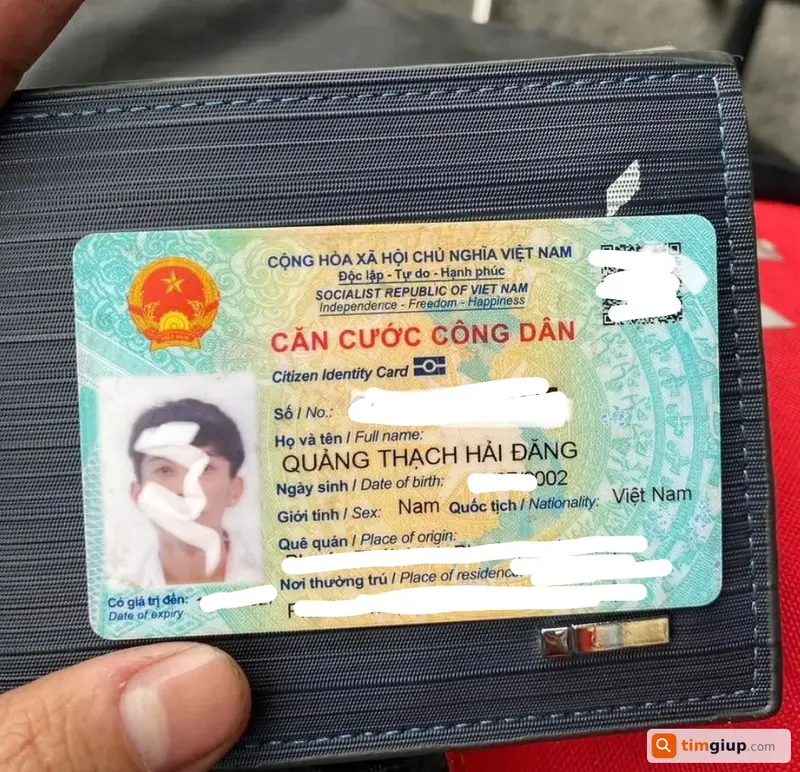 CỘNG HÒA XÃ HỘI CHỦ NGHĨA VIỆT NAM
Độc lập - Tự do - Hạnh phúc
SOCIALIST REPUBLIC OF VIET NAM
Independence - Freedom - Happiness
CĂN CƯỚC CÔNG DÂN
Citizen Identity Card
Số / No.:
Họ và tên / Full name:
QUẢNG THẠCH HẢI ĐĂNG
Ngày sinh / Date of birth: 2002
Giới tính / Sex: Nam Quốc tịch / Nationality: Việt Nam
Quê quán / Place of origin:
Nơi thường trú / Place of residence:
Có giá trị đến:
Date of expiry
timgiup.com